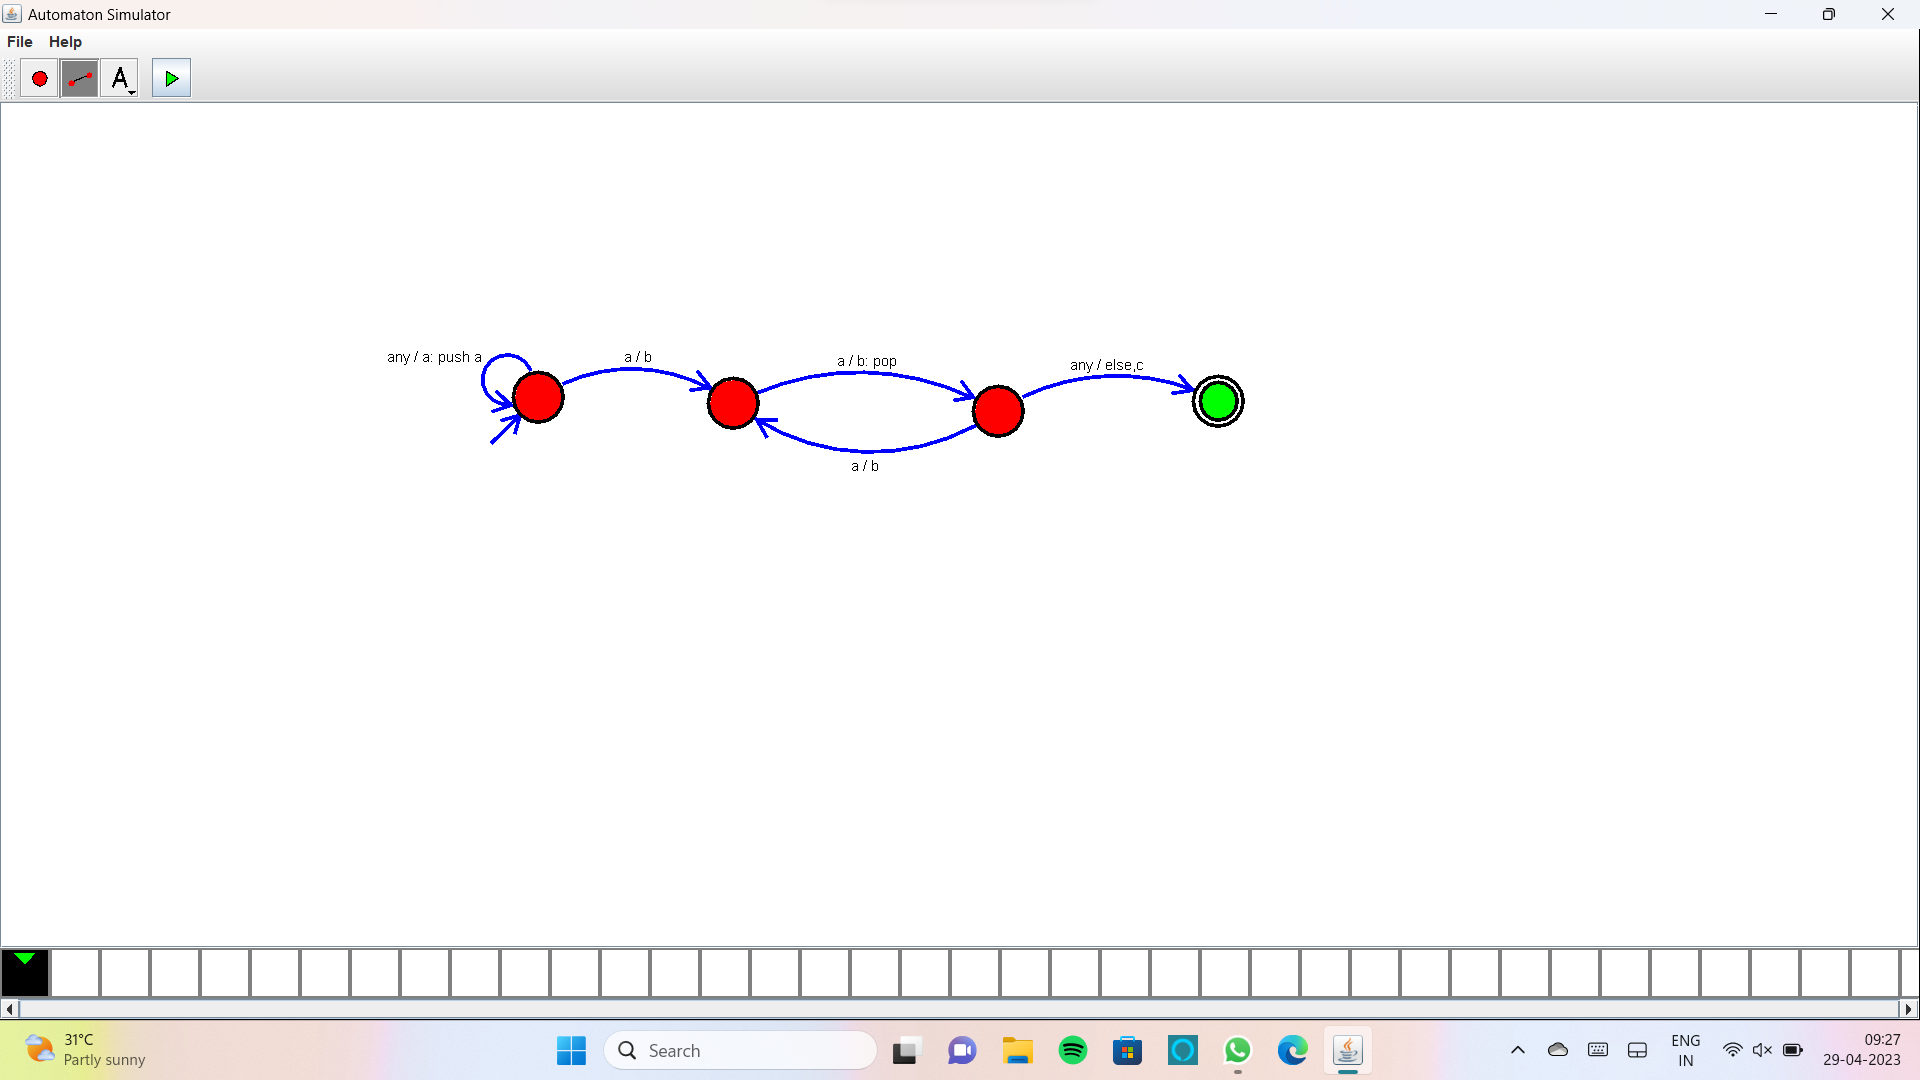 Automaton Simulator
File Help
A
any / a: push a
a / b
a / b: pop
any / else,c
a / b
31°C
Partly sunny
Search
ENG
IN
09:27
29-04-2023